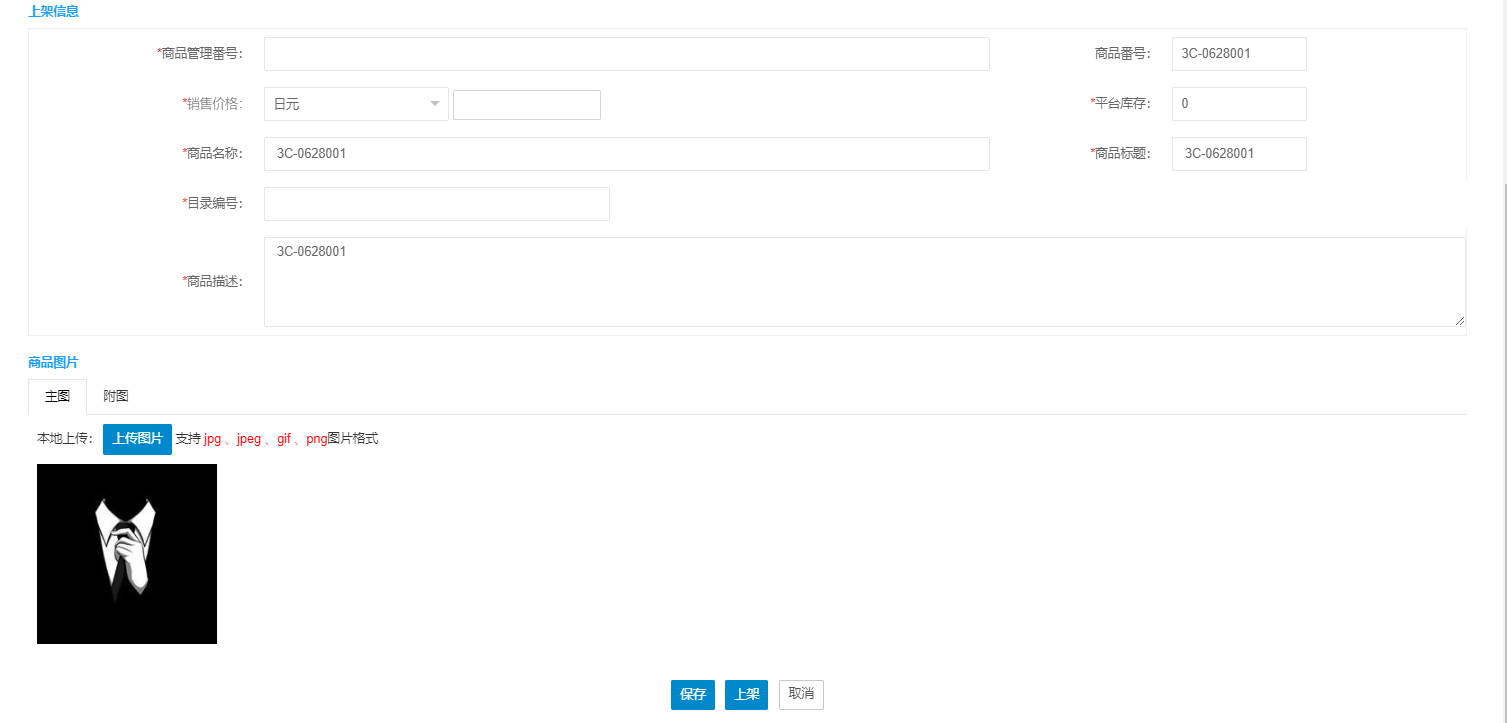 上架信息
*商品管理番号： 商品番号： 3C-0628001
*销售价格： 日元 *平台库存： 0
*商品名称： 3C-0628001 *商品标题： 3C-0628001
*目录编号：
*商品描述： 3C-0628001
商品图片
主图 附图
本地上传： 上传图片 支持 jpg 、jpeg 、gif 、png图片格式
保存 上架 取消